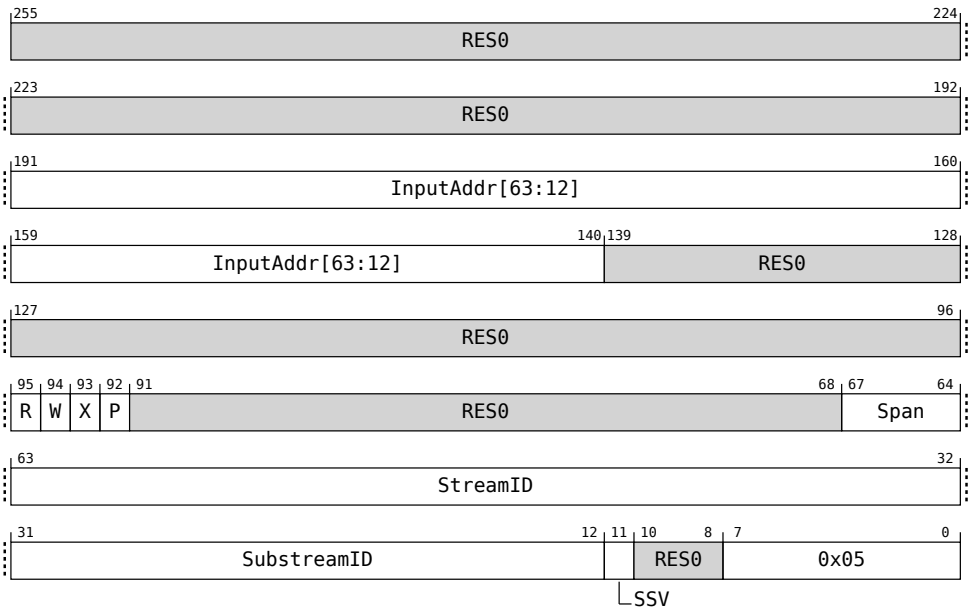 255 224
RES0
223 192
RES0
191 160
InputAddr[63:12]
159 140 139 128
InputAddr[63:12] RES0
127 96
RES0
95 94 93 92 91 68 67 64
R W X P RES0 Span
63 32
StreamID
31 12 11 10 8 7 0
SubstreamID RES0 0x05
SSV